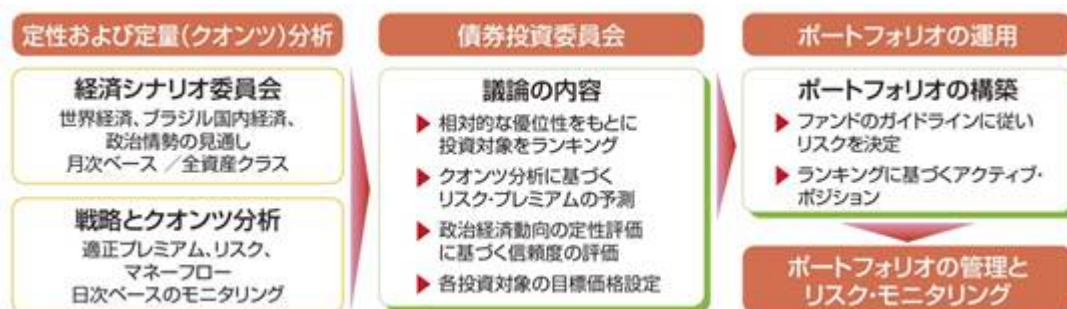 定性および定量(クオンツ)分析
経済シナリオ委員会
世界経済、ブラジル国内経済、
政治情勢の見通し
月次ベース ／全資産クラス
戦略とクオンツ分析
適正プレミアム、リスク、
マネーフロー
日次ベースのモニタリング
債券投資委員会
議論の内容
相対的な優位性をもとに
投資対象をランキング
クオンツ分析に基づく
リスク・プレミアムの予測
政治経済動向の定性評価
に基づく信頼度の評価
各投資対象の目標価格設定
ポートフォリオの運用
ポートフォリオの構築
ファンドのガイドラインに従い
リスクを決定
ランキングに基づくアクティブ・
ポジション
ポートフォリオの管理と
リスク・モニタリング